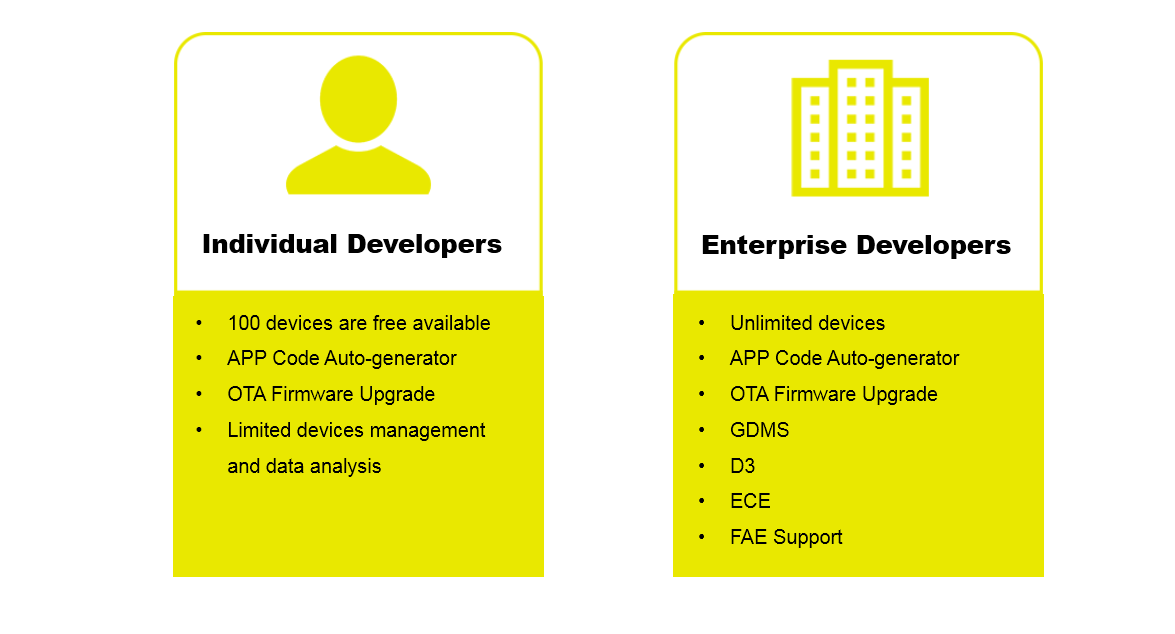 Individual Developers
• 100 devices are free available
• APP Code Auto-generator
• OTA Firmware Upgrade
• Limited devices management
and data analysis
Enterprise Developers
• Unlimited devices
• APP Code Auto-generator
• OTA Firmware Upgrade
• GDMS
• D3
• ECE
• FAE Support